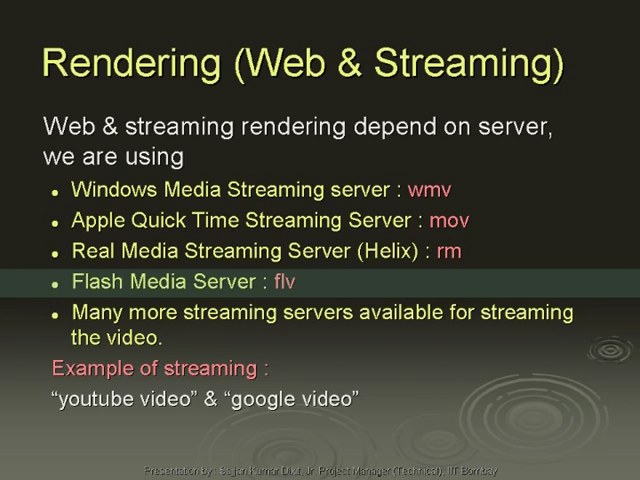 Rendering (Web & Streaming)
Web & streaming rendering depend on server,
we are using
Windows Media Streaming server : wmv
Apple Quick Time Streaming Server : mov
Real Media Streaming Server (Helix) : rm
Flash Media Server : flv
Many more streaming servers available for streaming
the video.
Example of streaming :
“youtube video” & “google video”
Presentation by : Sajjan Kumar Dixit, Jr. Project Manager (Technical), IIT Bombay